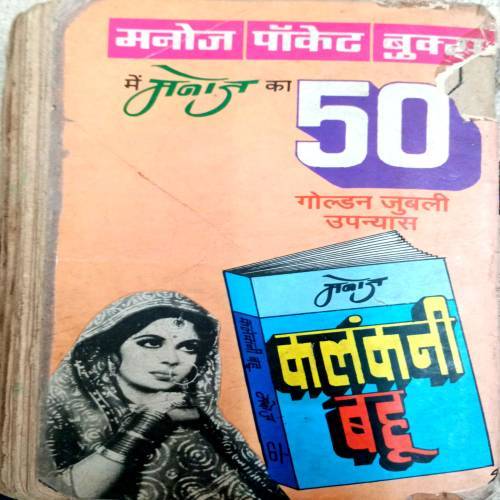 मनोज पॉकेट बुक्स
में मनोज का
50
गोल्डन जुबली
उपन्यास
मनोज
कलंकनी
बहू